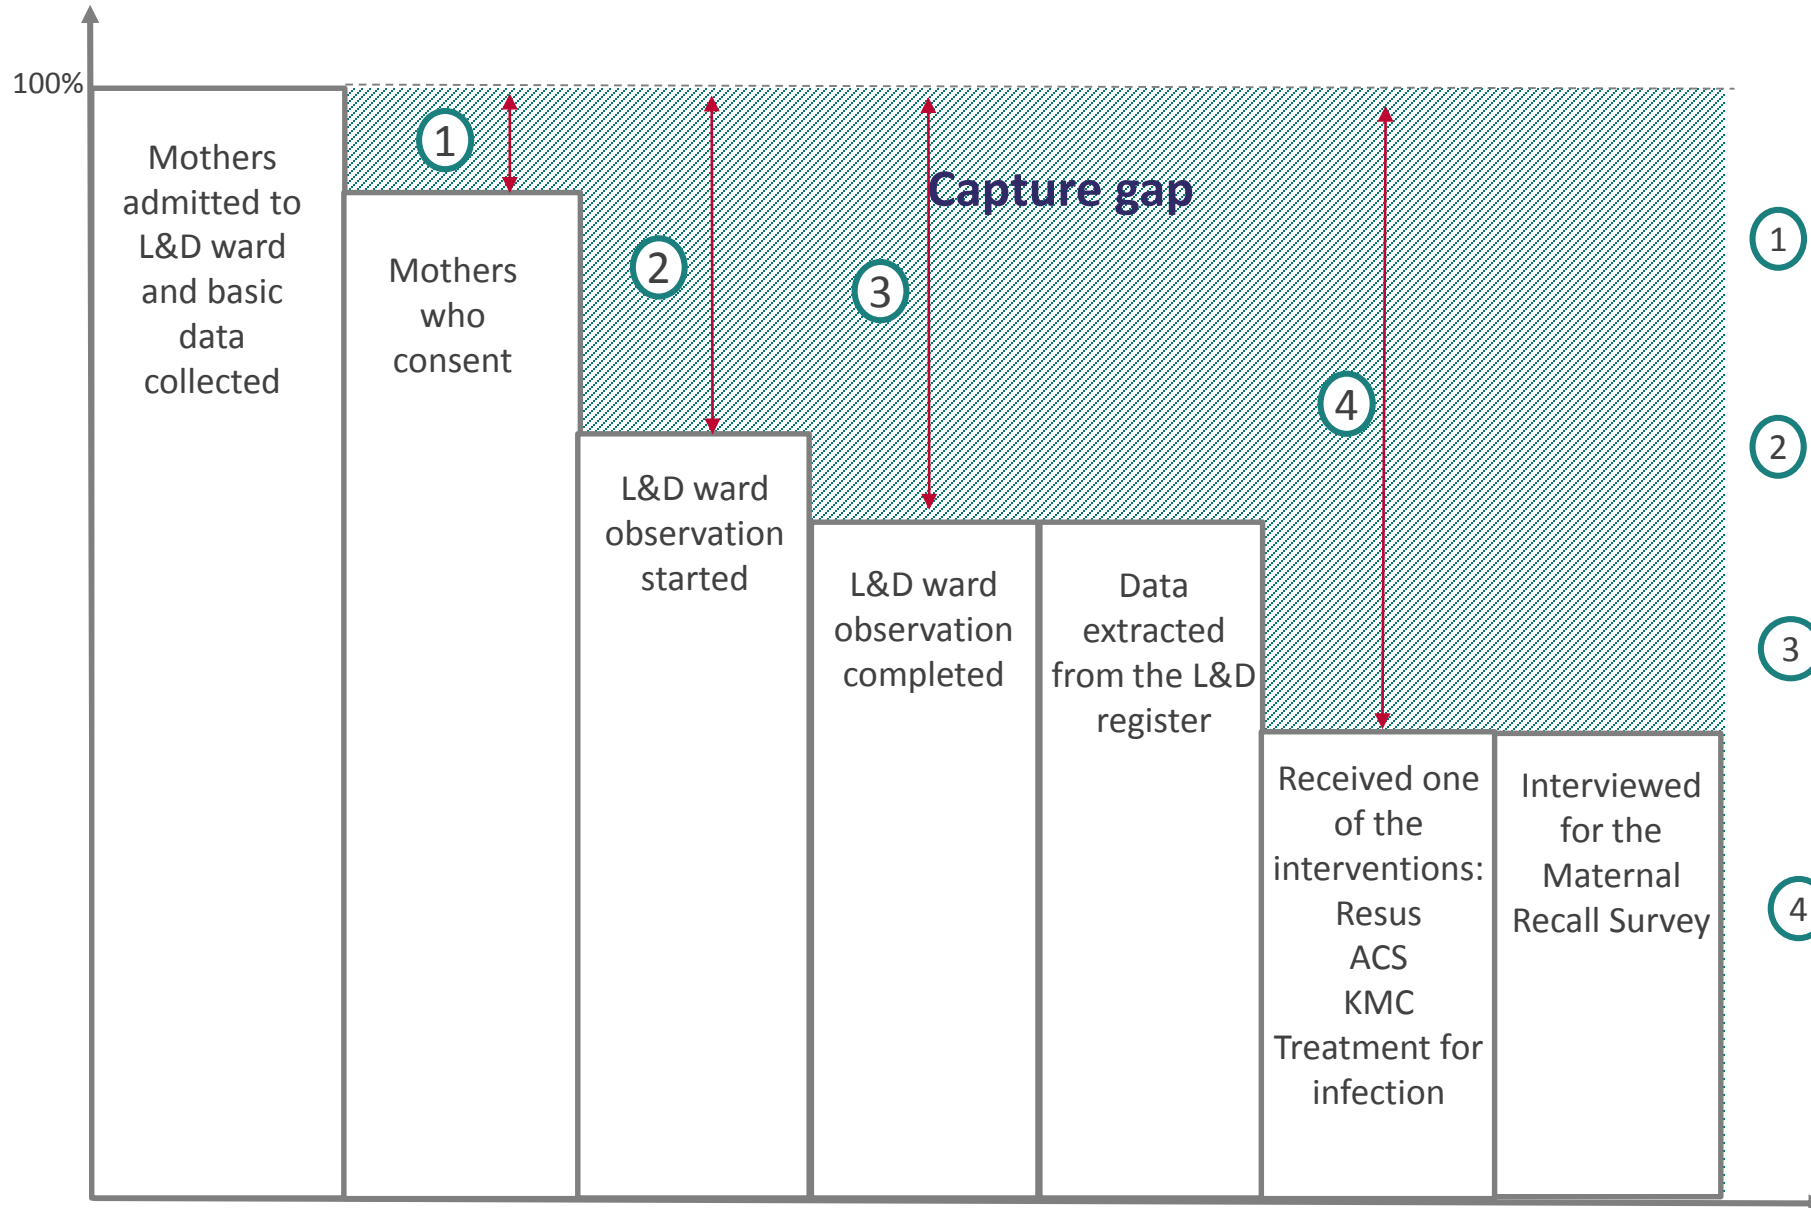 100%
Mothers
admitted to
L&D ward
and basic
data
collected
1
Mothers
who
consent
2
L&D ward
observation
started
3
L&D ward
observation
completed
Capture gap
Data
extracted
from the L&D
register
4
Received one
of the
interventions:
Resus
ACS
KMC
Treatment for
infection
Interviewed
for the
Maternal
Recall Survey
1
2
3
4